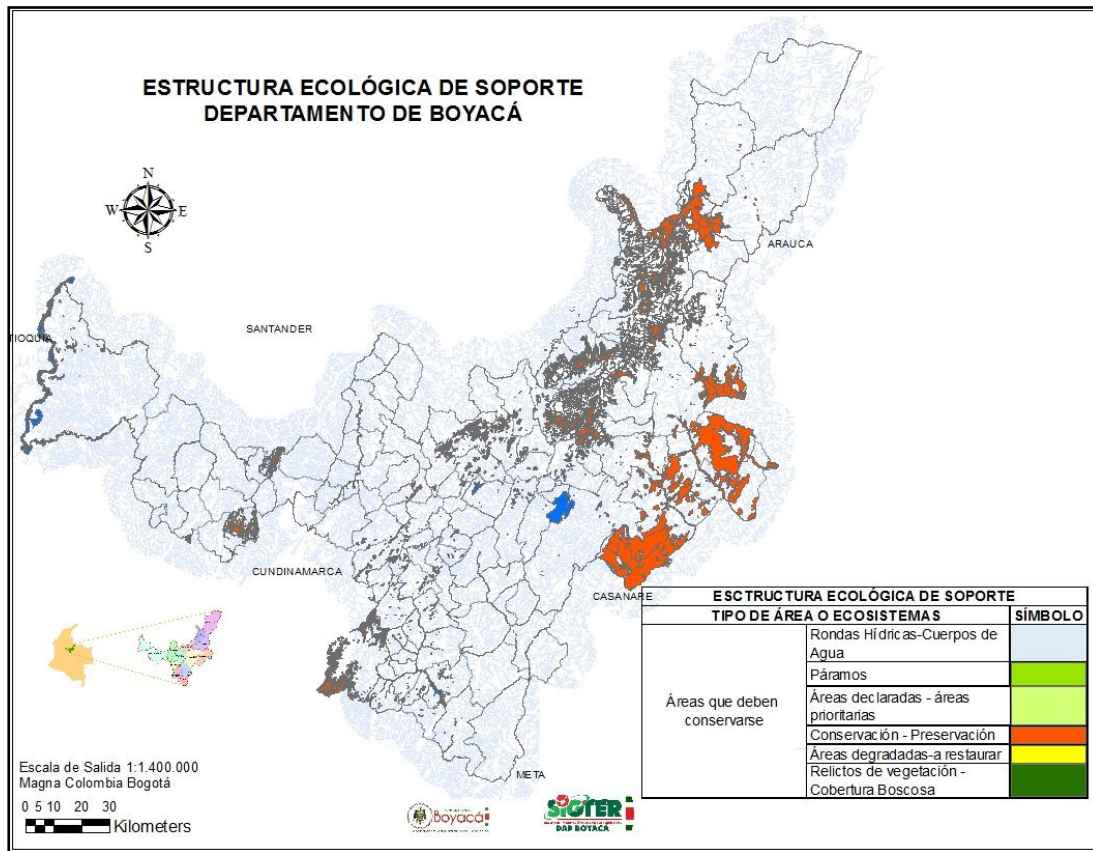 ESTRUCTURA ECOLÓGICA DE SOPORTE
DEPARTAMENTO DE BOYACÁ
N
W E
S
ARAUCA
SANTANDER
TIOQUIA
CUNDINAMARCA
CASANARE
META
ESCTRUCTURA ECOLÓGICA DE SOPORTE
TIPO DE ÁREA O ECOSISTEMAS SÍMBOLO
Áreas que deben
conservarse
Rondas Hídricas-Cuerpos de
Agua
Páramos
Áreas declaradas - áreas
prioritarias
Conservación - Preservación
Áreas degradadas-a restaurar
Relictos de vegetación -
Cobertura Boscosa
Escala de Salida 1:1.400.000
Magna Colombia Bogotá
0 5 10 20 30
Kilometers
Boyacá
SIGTER
DAP BOYACA